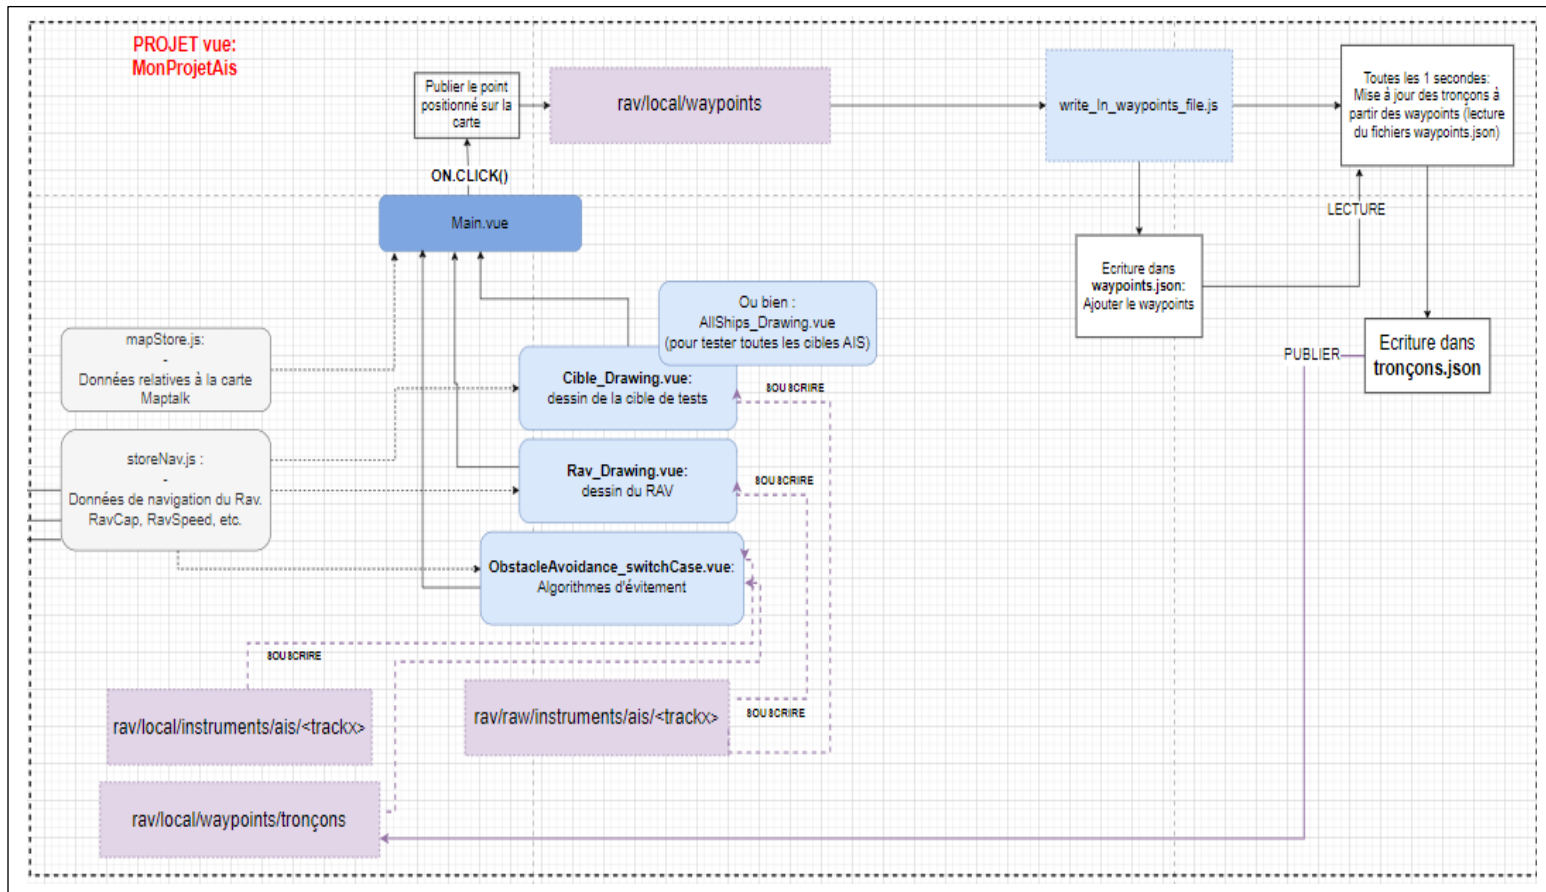 PROJET vue:
MonProjetAis
Publier le point
positionné sur la
carte
rav/local/waypoints
write_In_waypoints_file.js
Toutes les 1 secondes:
Mise à jour des tronçons à
partir des waypoints (lecture
du fichiers waypoints.json)
ON.CLICK()
Main.vue
LECTURE
Ecriture dans
waypoints.json:
Ajouter le waypoints
Ou bien :
AllShips_Drawing.vue
(pour tester toutes les cibles AIS)
mapStore.js:
-
Données relatives à la carte
Maptalk
Ecriture dans
tronçons.json
PUBLIER
Cible_Drawing.vue:
dessin de la cible de tests
SOUSCRIRE
storeNav.js :
-
Données de navigation du Rav.
RavCap, RavSpeed, etc.
Rav_Drawing.vue:
dessin du RAV
SOUSCRIRE
ObstacleAvoidance_switchCase.vue:
Algorithmes d'évitement
SOUSCRIRE
rav/local/instruments/ais/<trackx>
rav/raw/instruments/ais/<trackx>
SOUSCRIRE
rav/local/waypoints/tronçons